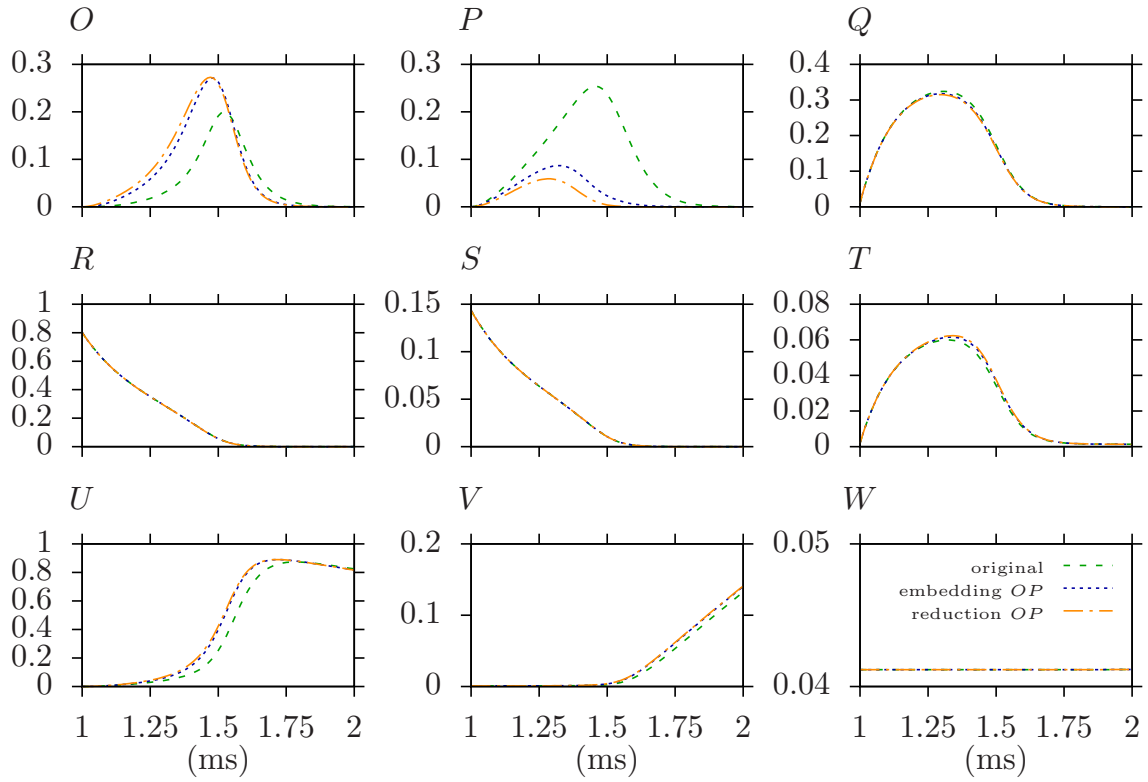 O P Q
0.3 0.3 0.4
0.2 0.2 0.3
0.1 0.1 0.2
0.1
0 0 0
R S T
1 0.15 0.08
0.8 0.06
0.6 0.1
0.4 0.04
0.2 0.05 0.02
0 0 0
U V W
1 0.2 0.05
0.8
0.6 0.1
0.4
0.2
0 0 0.04
original
embedding OP
reduction OP
1 1.25 1.5 1.75 2 1 1.25 1.5 1.75 2 1 1.25 1.5 1.75 2
(ms) (ms) (ms)